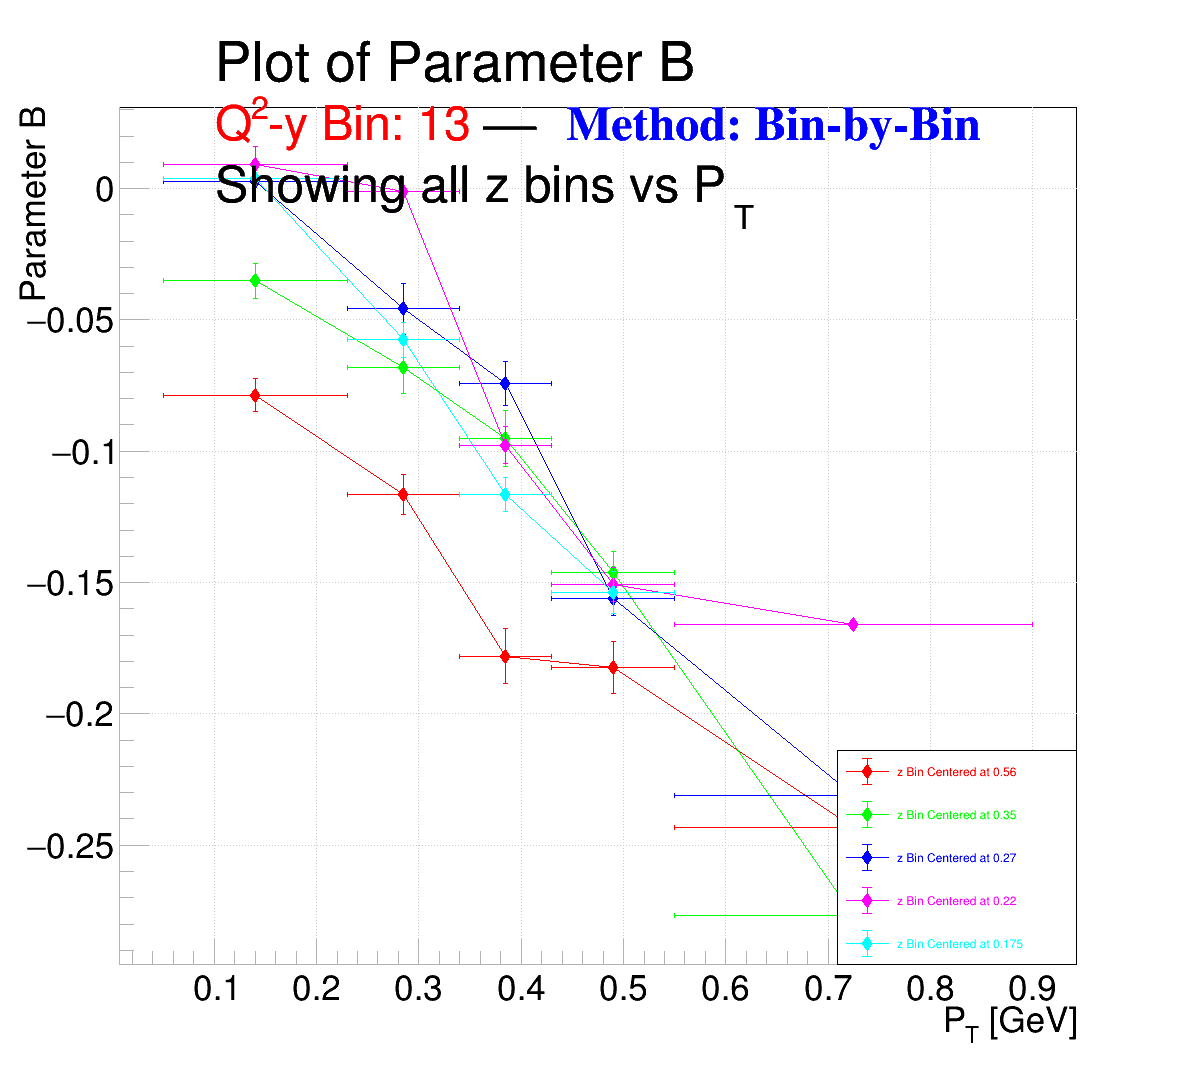 Plot of Parameter B
Q²-y Bin: 13 — Method: Bin-by-Bin
Showing all z bins vs P_T
Parameter B
0
−0.05
−0.1
−0.15
−0.2
−0.25
z Bin Centered at 0.56
z Bin Centered at 0.35
z Bin Centered at 0.27
z Bin Centered at 0.22
z Bin Centered at 0.175
0.1 0.2 0.3 0.4 0.5 0.6 0.7 0.8 0.9
P_T [GeV]